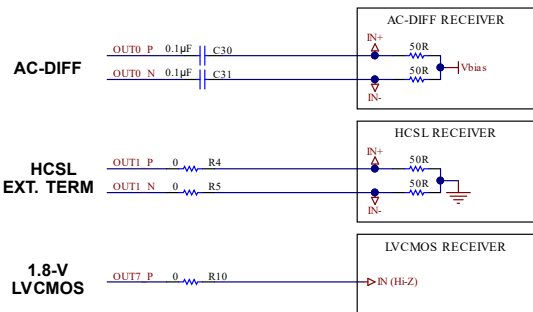 AC-DIFF RECEIVER
IN+
50R
OUT0_P 0.1µF C30
AC-DIFF
Vbias
OUT0_N 0.1µF C31
50R
IN-
HCSL RECEIVER
IN+
50R
OUT1_P 0 R4
HCSL
EXT. TERM
OUT1_N 0 R5
50R
IN-
LVCMOS RECEIVER
1.8-V
LVCMOS
OUT7_P 0 R10
IN (Hi-Z)